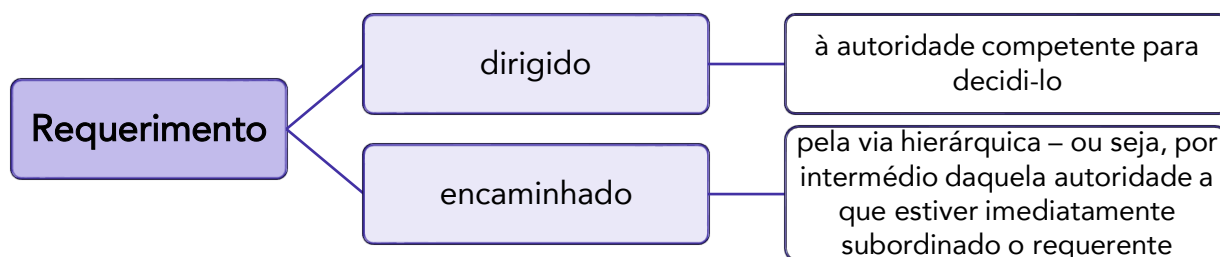 Requerimento
dirigido
à autoridade competente para
decidi-lo
encaminhado
pela via hierárquica – ou seja, por
intermédio daquela autoridade a
que estiver imediatamente
subordinado o requerente